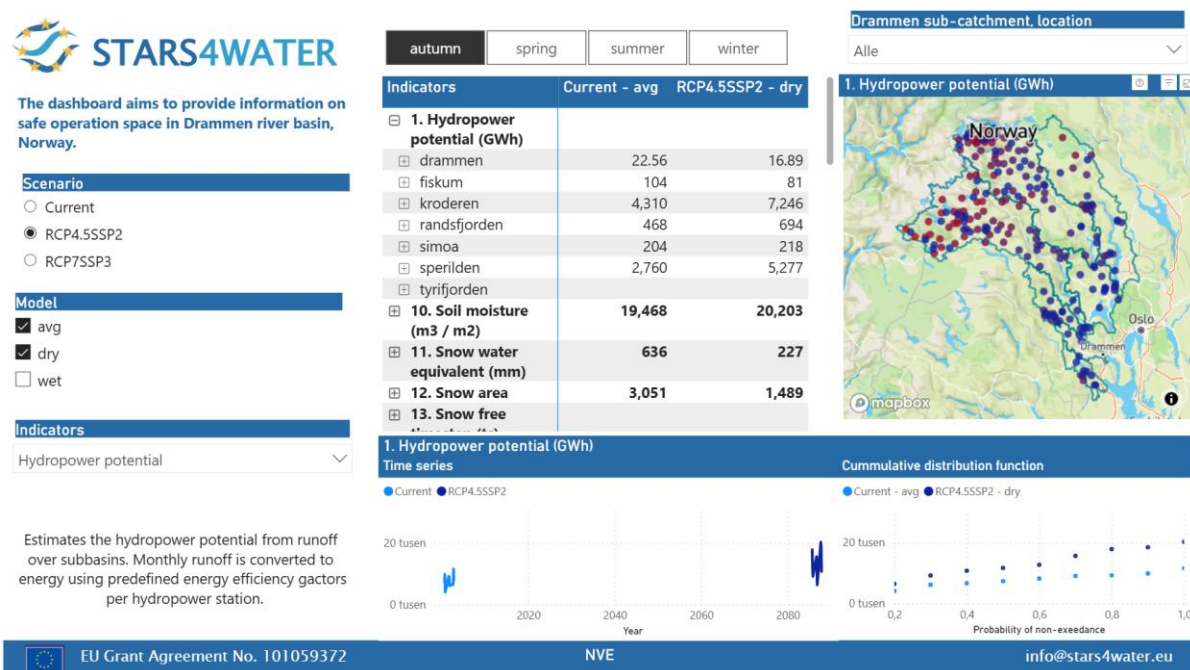 STARS4WATER
The dashboard aims to provide information on
safe operation space in Drammen river basin,
Norway.
Scenario
Current
RCP4.5SSP2
RCP7SSP3
Model
avg
dry
wet
Indicators
Hydropower potential
Estimates the hydropower potential from runoff
over subbasins. Monthly runoff is converted to
energy using predefined energy efficiency gactors
per hydropower station.
autumn spring summer winter
Indicators Current - avg RCP4.5SSP2 - dry
1. Hydropower
potential (GWh)
drammen 22.56 16.89
fiskum 104 81
kroderen 4,310 7,246
randsfjorden 468 694
simoa 204 218
sperilden 2,760 5,277
tyrifjorden
10. Soil moisture 19,468 20,203
(m3 / m2)
11. Snow water 636 227
equivalent (mm)
12. Snow area 3,051 1,489
13. Snow free
Drammen sub-catchment, location
Alle
1. Hydropower potential (GWh)
Norway
Oslo
Drammen
mapbox
1. Hydropower potential (GWh)
Time series
Current RCP4.5SSP2
20 tusen
0 tusen
2020 2040 2060 2080
Year
Cummulative distribution function
Current - avg RCP4.5SSP2 - dry
20 tusen
0 tusen
0,2 0,4 0,6 0,8 1,0
Probability of non-exeedance
EU Grant Agreement No. 101059372 NVE info@stars4water.eu